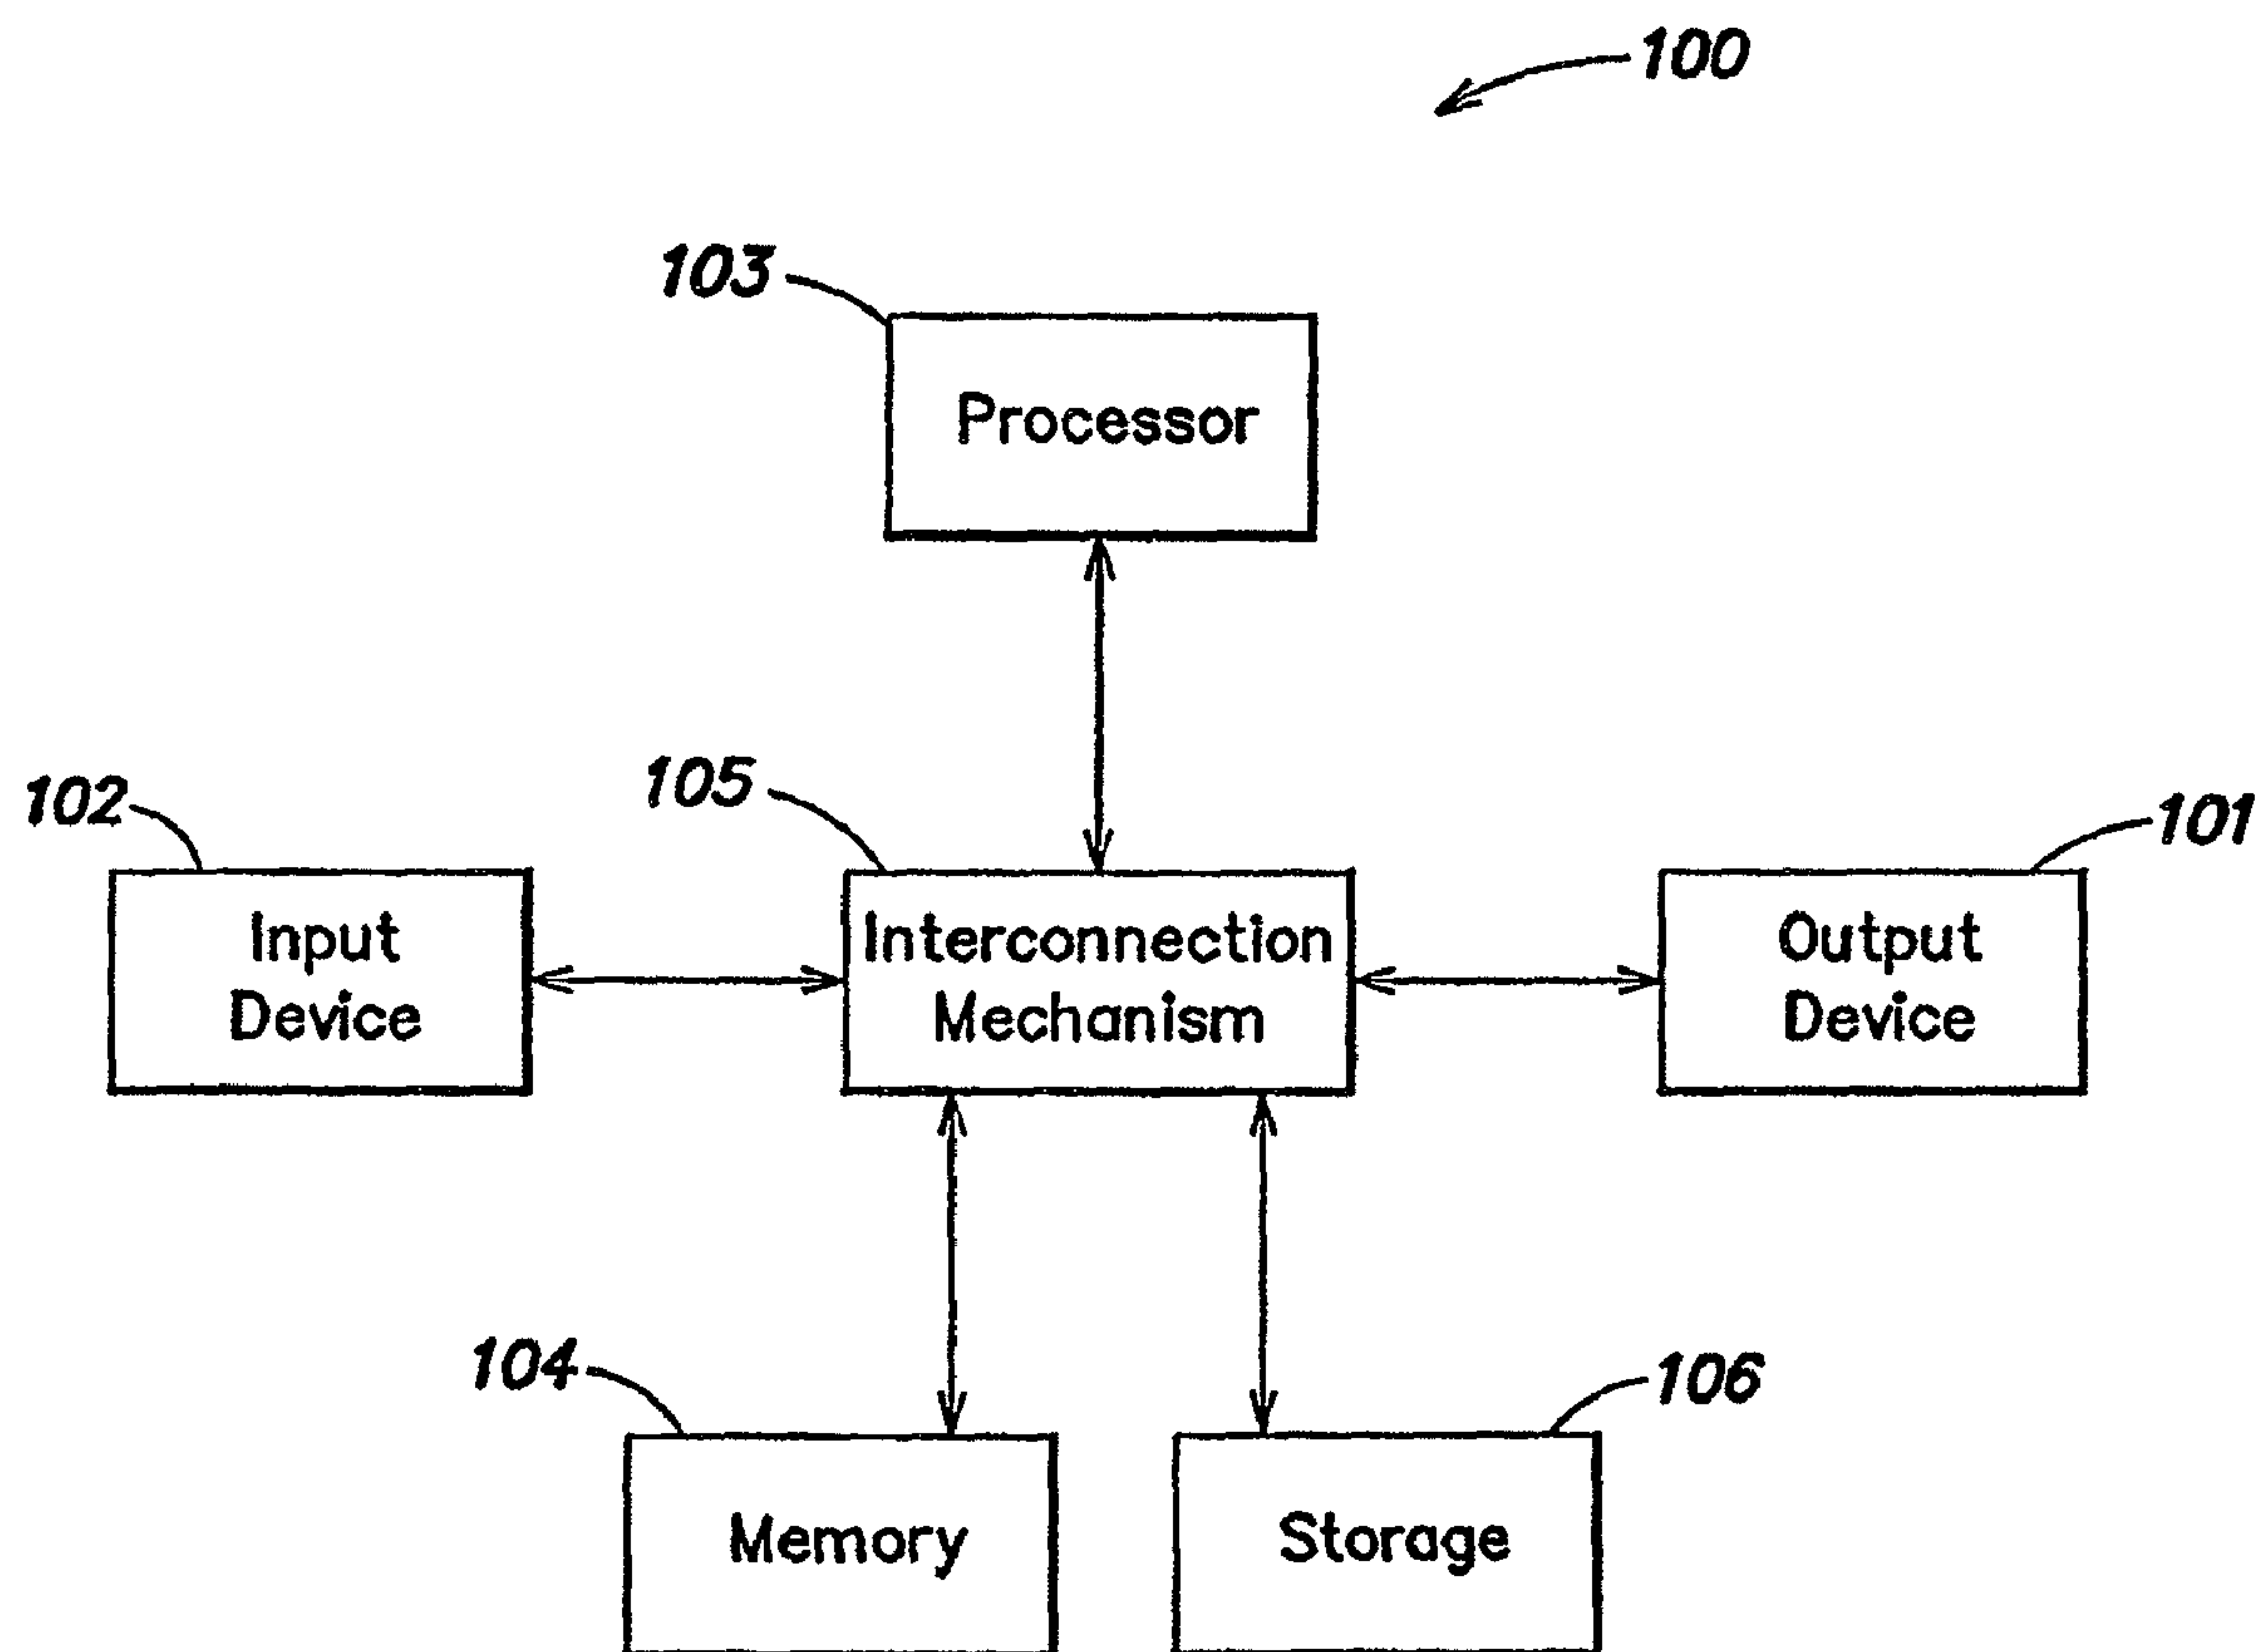 100
103
Processor
102
105
101
Input
Device
Interconnection
Mechanism
Output
Device
104
106
Memory
Storage